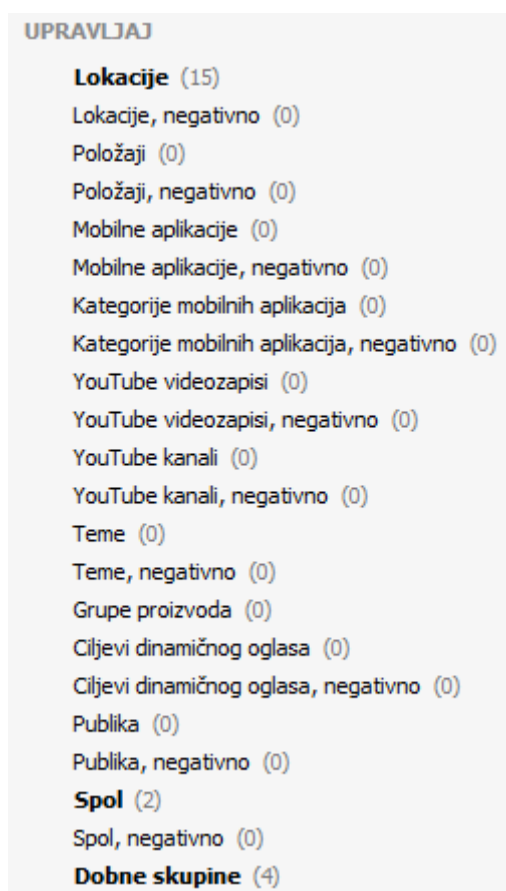 UPRAVLJAJ
Lokacije (15)
Lokacije, negativno (0)
Položaji (0)
Položaji, negativno (0)
Mobilne aplikacije (0)
Mobilne aplikacije, negativno (0)
Kategorije mobilnih aplikacija (0)
Kategorije mobilnih aplikacija, negativno (0)
YouTube videozapisi (0)
YouTube videozapisi, negativno (0)
YouTube kanali (0)
YouTube kanali, negativno (0)
Teme (0)
Teme, negativno (0)
Grupe proizvoda (0)
Ciljevi dinamičnog oglasa (0)
Ciljevi dinamičnog oglasa, negativno (0)
Publika (0)
Publika, negativno (0)
Spol (2)
Spol, negativno (0)
Dobne skupine (4)